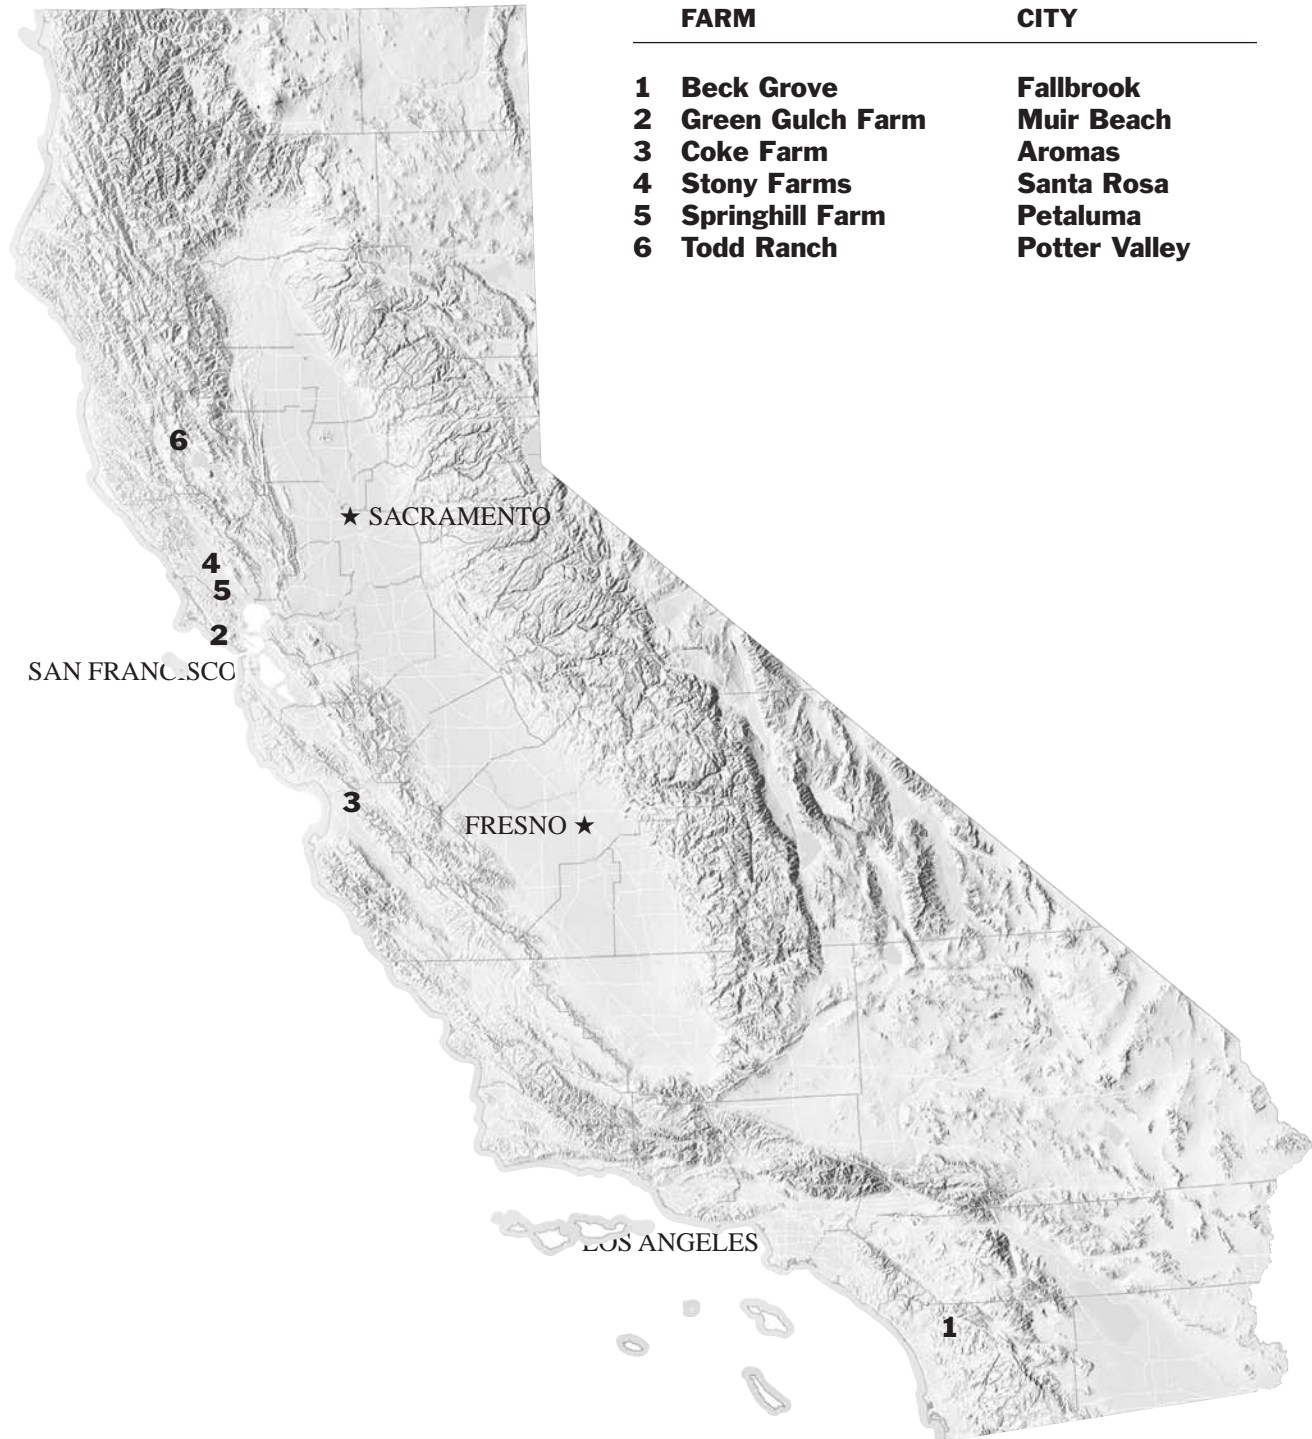 FARM CITY
1 Beck Grove Fallbrook
2 Green Gulch Farm Muir Beach
3 Coke Farm Aromas
4 Stony Farms Santa Rosa
5 Springhill Farm Petaluma
6 Todd Ranch Potter Valley
6
★ SACRAMENTO
4
5
2
SAN FRANCISCO
3
FRESNO ★
LOS ANGELES
1